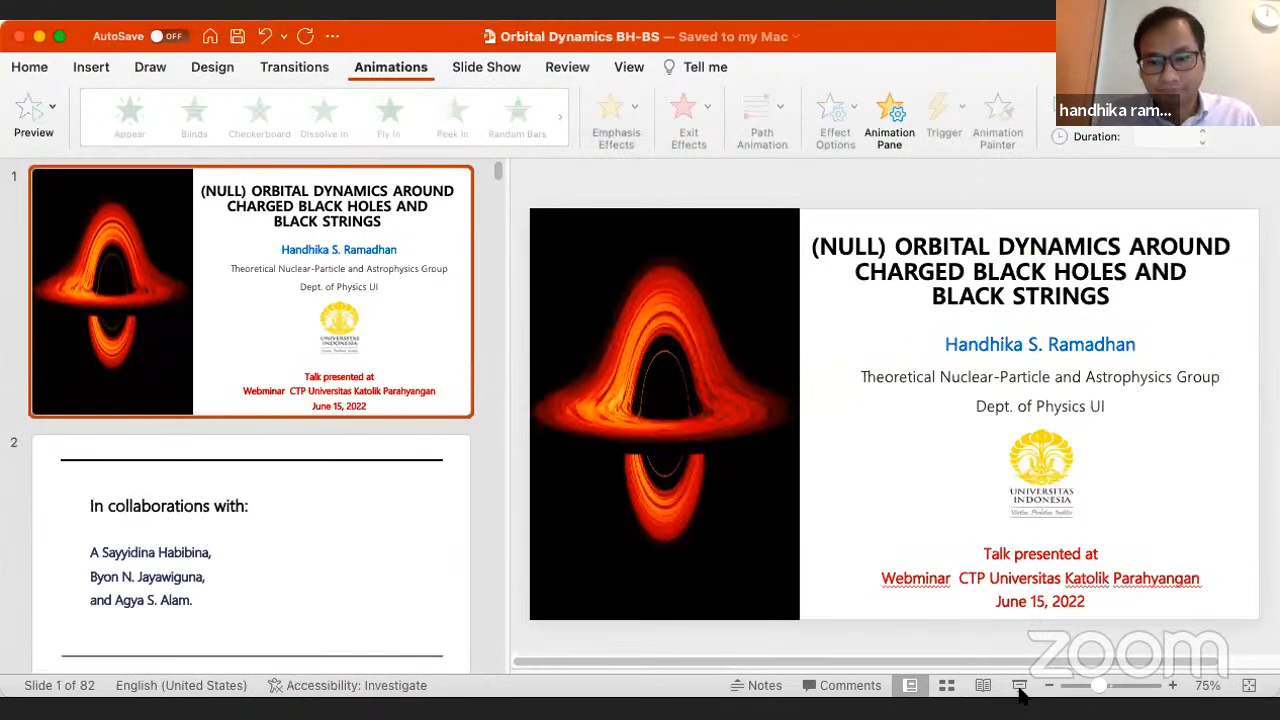 AutoSave OFF
Orbital Dynamics BH-BS — Saved to my Mac
Home Insert Draw Design Transitions Animations Slide Show Review View Tell me
Preview
Appear Blinds Checkerboard Dissolve In Fly In Peek In Random Bars
Emphasis Effects
Exit Effects
Path Animation
Effect Options
Animation Pane
Trigger
Animation Painter
Duration:
handhika ram...
1
(NULL) ORBITAL DYNAMICS AROUND
CHARGED BLACK HOLES AND
BLACK STRINGS
Handhika S. Ramadhan
Theoretical Nuclear-Particle and Astrophysics Group
Dept. of Physics UI
UNIVERSITAS
INDONESIA
Talk presented at
Webminar CTP Universitas Katolik Parahyangan
June 15, 2022
2
In collaborations with:
A Sayyidina Habibina,
Byon N. Jayawiguna,
and Agya S. Alam.
(NULL) ORBITAL DYNAMICS AROUND
CHARGED BLACK HOLES AND
BLACK STRINGS
Handhika S. Ramadhan
Theoretical Nuclear-Particle and Astrophysics Group
Dept. of Physics UI
UNIVERSITAS
INDONESIA
Talk presented at
Webminar CTP Universitas Katolik Parahyangan
June 15, 2022
zoom
Slide 1 of 82 English (United States) Accessibility: Investigate Notes Comments 75%